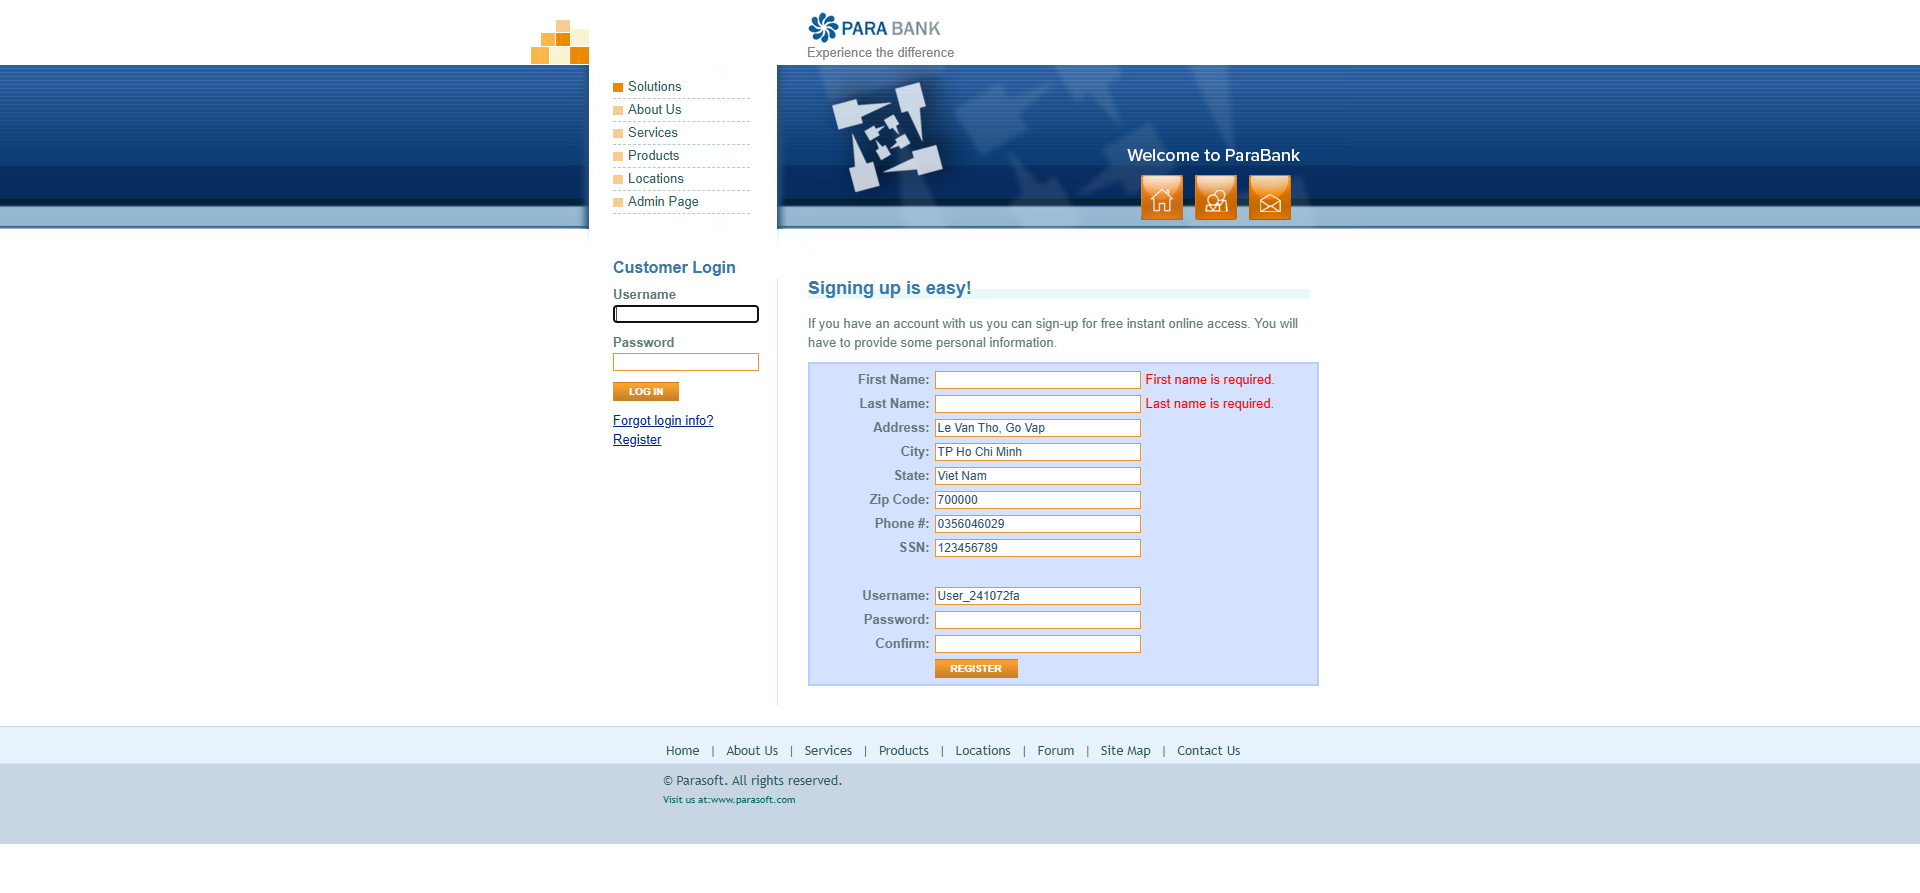 PARA BANK
Experience the difference
Solutions
About Us
Services
Products
Locations
Admin Page
Welcome to ParaBank
Customer Login
Username
Password
LOG IN
Forgot login info?
Register
Signing up is easy!
If you have an account with us you can sign-up for free instant online access. You will
have to provide some personal information.
First Name: First name is required.
Last Name: Last name is required.
Address: Le Van Tho, Go Vap
City: TP Ho Chi Minh
State: Viet Nam
Zip Code: 700000
Phone #: 0356046029
SSN: 123456789
Username: User_241072fa
Password:
Confirm:
REGISTER
Home | About Us | Services | Products | Locations | Forum | Site Map | Contact Us
© Parasoft. All rights reserved.
Visit us at:www.parasoft.com